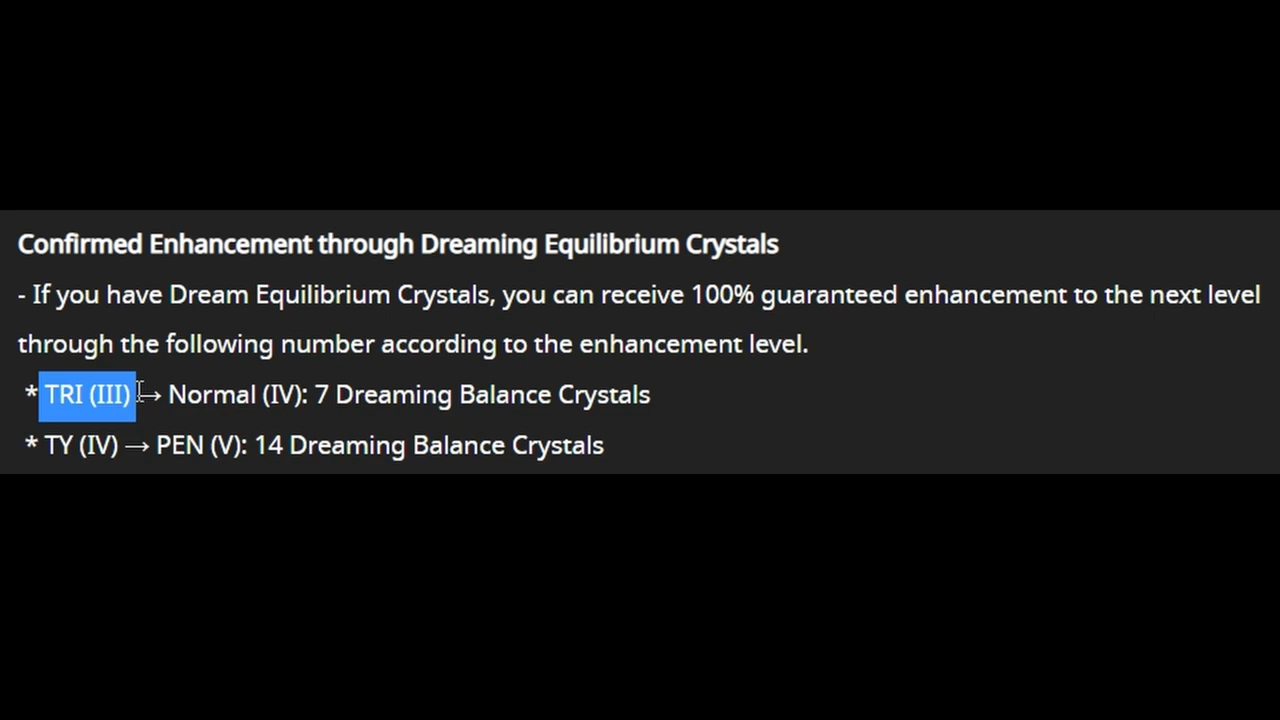 Confirmed Enhancement through Dreaming Equilibrium Crystals
- If you have Dream Equilibrium Crystals, you can receive 100% guaranteed enhancement to the next level
through the following number according to the enhancement level.
* TRI (III) → Normal (IV): 7 Dreaming Balance Crystals
* TY (IV) → PEN (V): 14 Dreaming Balance Crystals